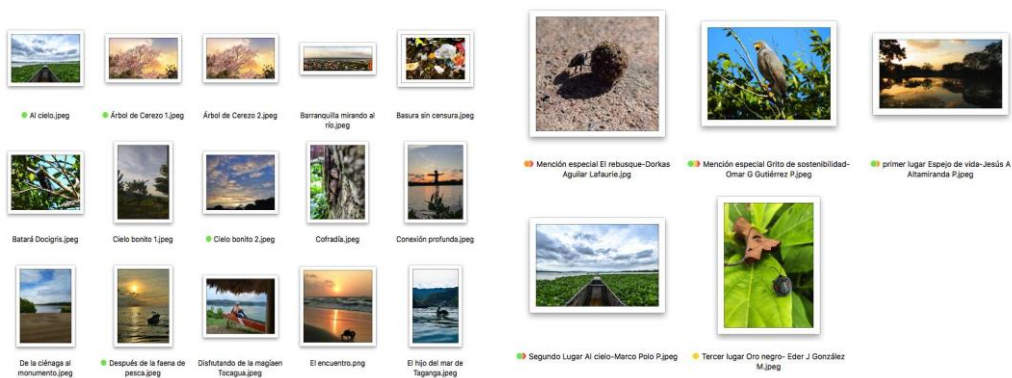 Al cielo.jpeg
Árbol de Cerezo 1.jpeg
Árbol de Cerezo 2.jpeg
Barranquilla mirando al
río.jpeg
Basura sin censura.jpeg
Batará Docigris.jpeg
Cielo bonito 1.jpeg
Cielo bonito 2.jpeg
Cofradía.jpeg
Conexión profunda.jpeg
De la ciénaga al
monumento.jpeg
Después de la faena de
pesca.jpeg
Disfrutando de la magíaen
Tocagua.jpeg
El encuentro.png
El hijo del mar de
Taganga.jpeg
Mención especial El rebusque-Dorkas
Aguilar Lafaurie.jpg
Mención especial Grito de sostenibilidad-
Omar G Gutiérrez P.jpeg
primer lugar Espejo de vida-Jesús A
Altamiranda P.jpeg
Segundo Lugar Al cielo-Marco Polo P.jpeg
Tercer lugar Oro negro- Eder J González
M.jpeg